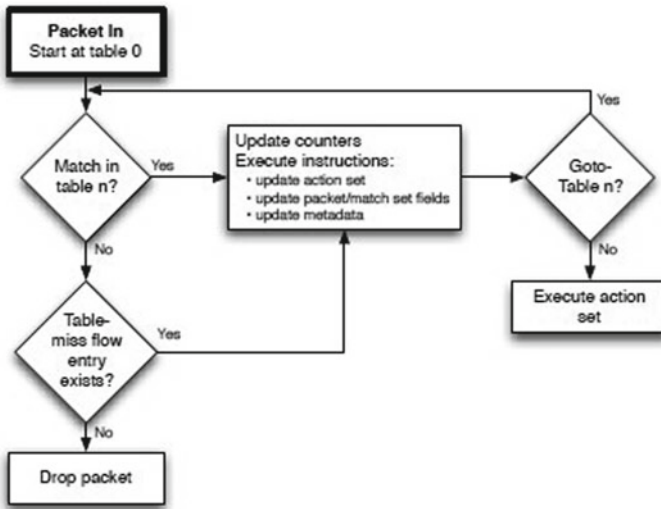 Packet In
Start at table 0
Yes
Match in
table n?
Yes
Update counters
Execute instructions:
• update action set
• update packet/match set fields
• update metadata
Goto-
Table n?
No
No
Table-
miss flow
entry
exists?
Yes
Execute action
set
No
Drop packet